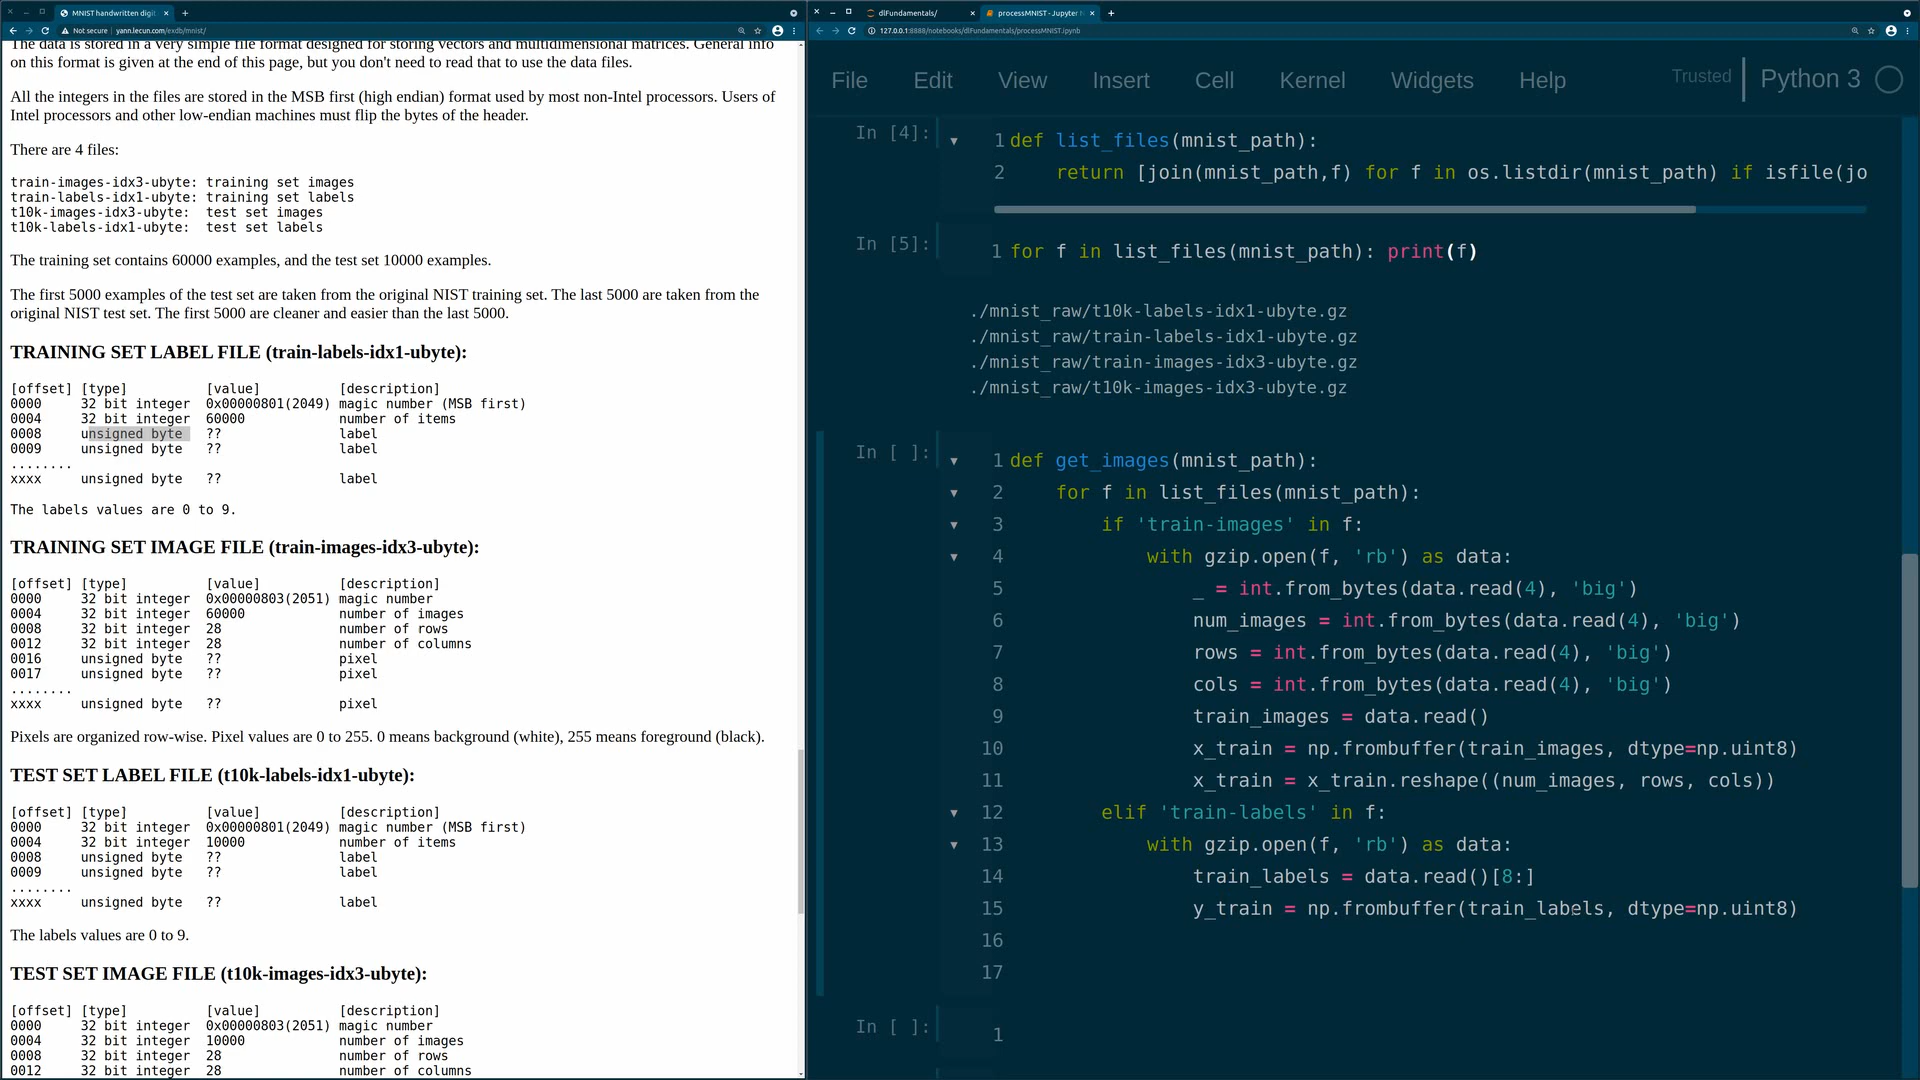 MNIST handwritten digi
Not secure | yann.lecun.com/exdb/mnist/
The data is stored in a very simple file format designed for storing vectors and multidimensional matrices. General info
on this format is given at the end of this page, but you don't need to read that to use the data files.
All the integers in the files are stored in the MSB first (high endian) format used by most non-Intel processors. Users of
Intel processors and other low-endian machines must flip the bytes of the header.
There are 4 files:
train-images-idx3-ubyte: training set images
train-labels-idx1-ubyte: training set labels
t10k-images-idx3-ubyte:  test set images
t10k-labels-idx1-ubyte:  test set labels
The training set contains 60000 examples, and the test set 10000 examples.
The first 5000 examples of the test set are taken from the original NIST training set. The last 5000 are taken from the
original NIST test set. The first 5000 are cleaner and easier than the last 5000.
TRAINING SET LABEL FILE (train-labels-idx1-ubyte):
[offset] [type] [value] [description]
0000 32 bit integer 0x00000801(2049) magic number (MSB first)
0004 32 bit integer 60000 number of items
0008 unsigned byte ?? label
0009 unsigned byte ?? label
........
xxxx unsigned byte ?? label
The labels values are 0 to 9.
TRAINING SET IMAGE FILE (train-images-idx3-ubyte):
[offset] [type] [value] [description]
0000 32 bit integer 0x00000803(2051) magic number
0004 32 bit integer 60000 number of images
0008 32 bit integer 28 number of rows
0012 32 bit integer 28 number of columns
0016 unsigned byte ?? pixel
0017 unsigned byte ?? pixel
........
xxxx unsigned byte ?? pixel
Pixels are organized row-wise. Pixel values are 0 to 255. 0 means background (white), 255 means foreground (black).
TEST SET LABEL FILE (t10k-labels-idx1-ubyte):
[offset] [type] [value] [description]
0000 32 bit integer 0x00000801(2049) magic number (MSB first)
0004 32 bit integer 10000 number of items
0008 unsigned byte ?? label
0009 unsigned byte ?? label
........
xxxx unsigned byte ?? label
The labels values are 0 to 9.
TEST SET IMAGE FILE (t10k-images-idx3-ubyte):
[offset] [type] [value] [description]
0000 32 bit integer 0x00000803(2051) magic number
0004 32 bit integer 10000 number of images
0008 32 bit integer 28 number of rows
0012 32 bit integer 28 number of columns
dlFundamentals/ processMNIST - Jupyter
127.0.0.1:8888/notebooks/dlFundamentals/processMNIST.ipynb
File Edit View Insert Cell Kernel Widgets Help Trusted Python 3
In [4]: 1 def list_files(mnist_path):
2     return [join(mnist_path,f) for f in os.listdir(mnist_path) if isfile(jo
In [5]: 1 for f in list_files(mnist_path): print(f)
./mnist_raw/t10k-labels-idx1-ubyte.gz
./mnist_raw/train-labels-idx1-ubyte.gz
./mnist_raw/train-images-idx3-ubyte.gz
./mnist_raw/t10k-images-idx3-ubyte.gz
In [ ]: 1 def get_images(mnist_path):
2     for f in list_files(mnist_path):
3         if 'train-images' in f:
4             with gzip.open(f, 'rb') as data:
5                 _ = int.from_bytes(data.read(4), 'big')
6                 num_images = int.from_bytes(data.read(4), 'big')
7                 rows = int.from_bytes(data.read(4), 'big')
8                 cols = int.from_bytes(data.read(4), 'big')
9                 train_images = data.read()
10                 x_train = np.frombuffer(train_images, dtype=np.uint8)
11                 x_train = x_train.reshape((num_images, rows, cols))
12         elif 'train-labels' in f:
13             with gzip.open(f, 'rb') as data:
14                 train_labels = data.read()[8:]
15                 y_train = np.frombuffer(train_labels, dtype=np.uint8)
16
17
In [ ]: 1